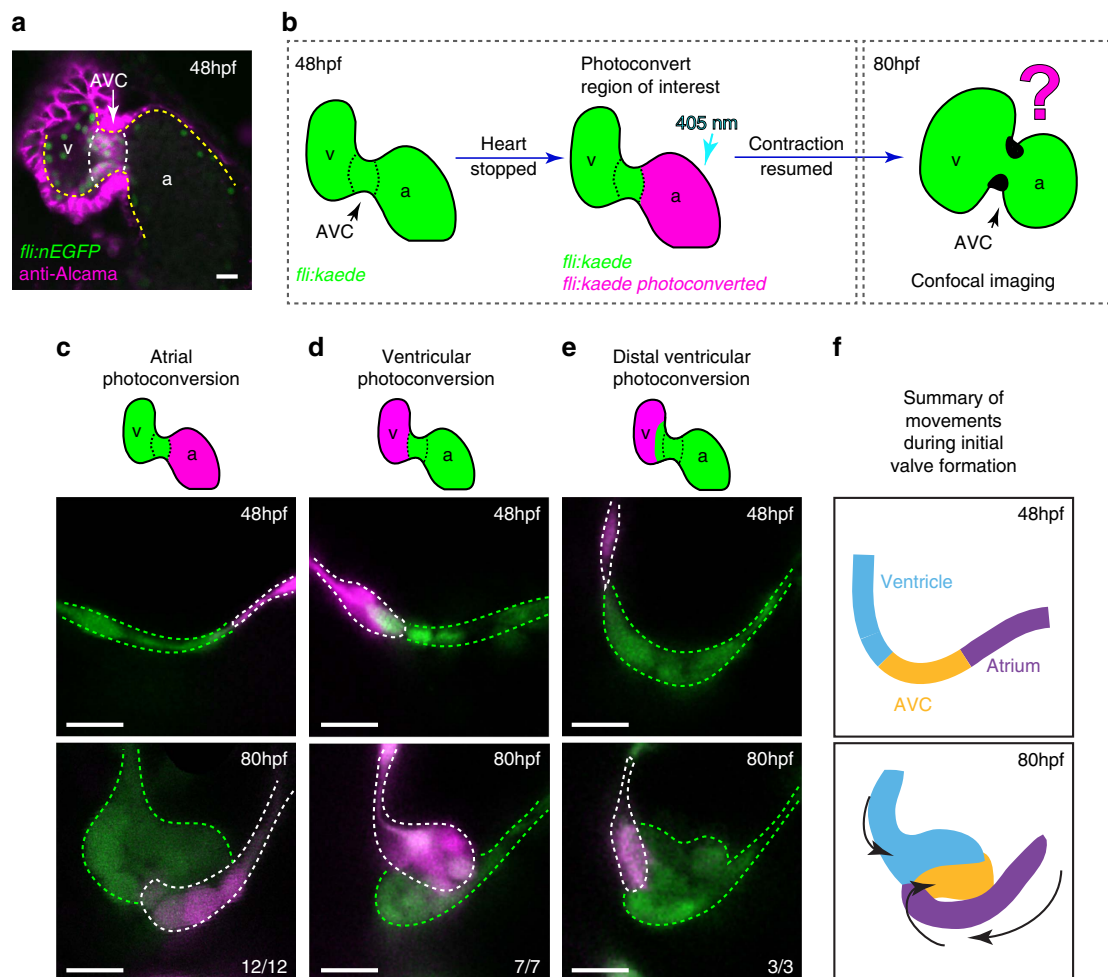 a
48hpf
AVC
v
a
fli:nEGFP
anti-Alcama
b
48hpf
v
a
AVC
fli:kaede
Heart
stopped
Photoconvert
region of interest
405 nm
v
a
fli:kaede
fli:kaede photoconverted
Contraction
resumed
80hpf
?
v
a
AVC
Confocal imaging
c
Atrial
photoconversion
v
a
48hpf
80hpf
12/12
d
Ventricular
photoconversion
v
a
48hpf
80hpf
7/7
e
Distal ventricular
photoconversion
v
a
48hpf
80hpf
3/3
f
Summary of
movements
during initial
valve formation
48hpf
Ventricle
Atrium
AVC
80hpf